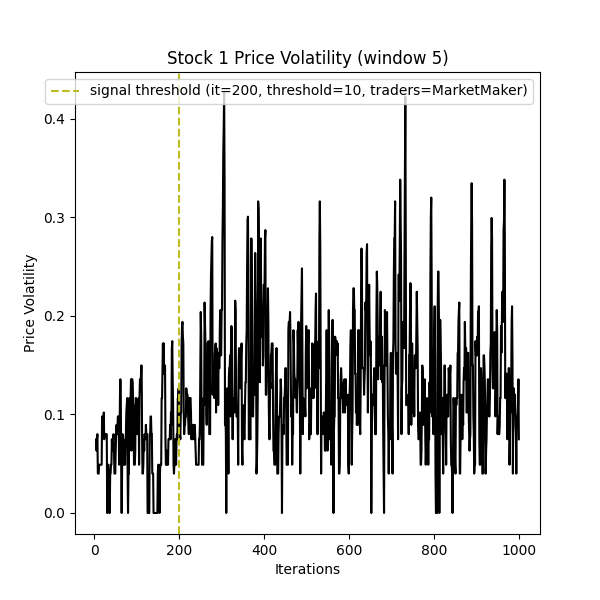 Stock 1 Price Volatility (window 5)
signal threshold (it=200, threshold=10, traders=MarketMaker)
Price Volatility
0.4
0.3
0.2
0.1
0.0
0 200 400 600 800 1000
Iterations